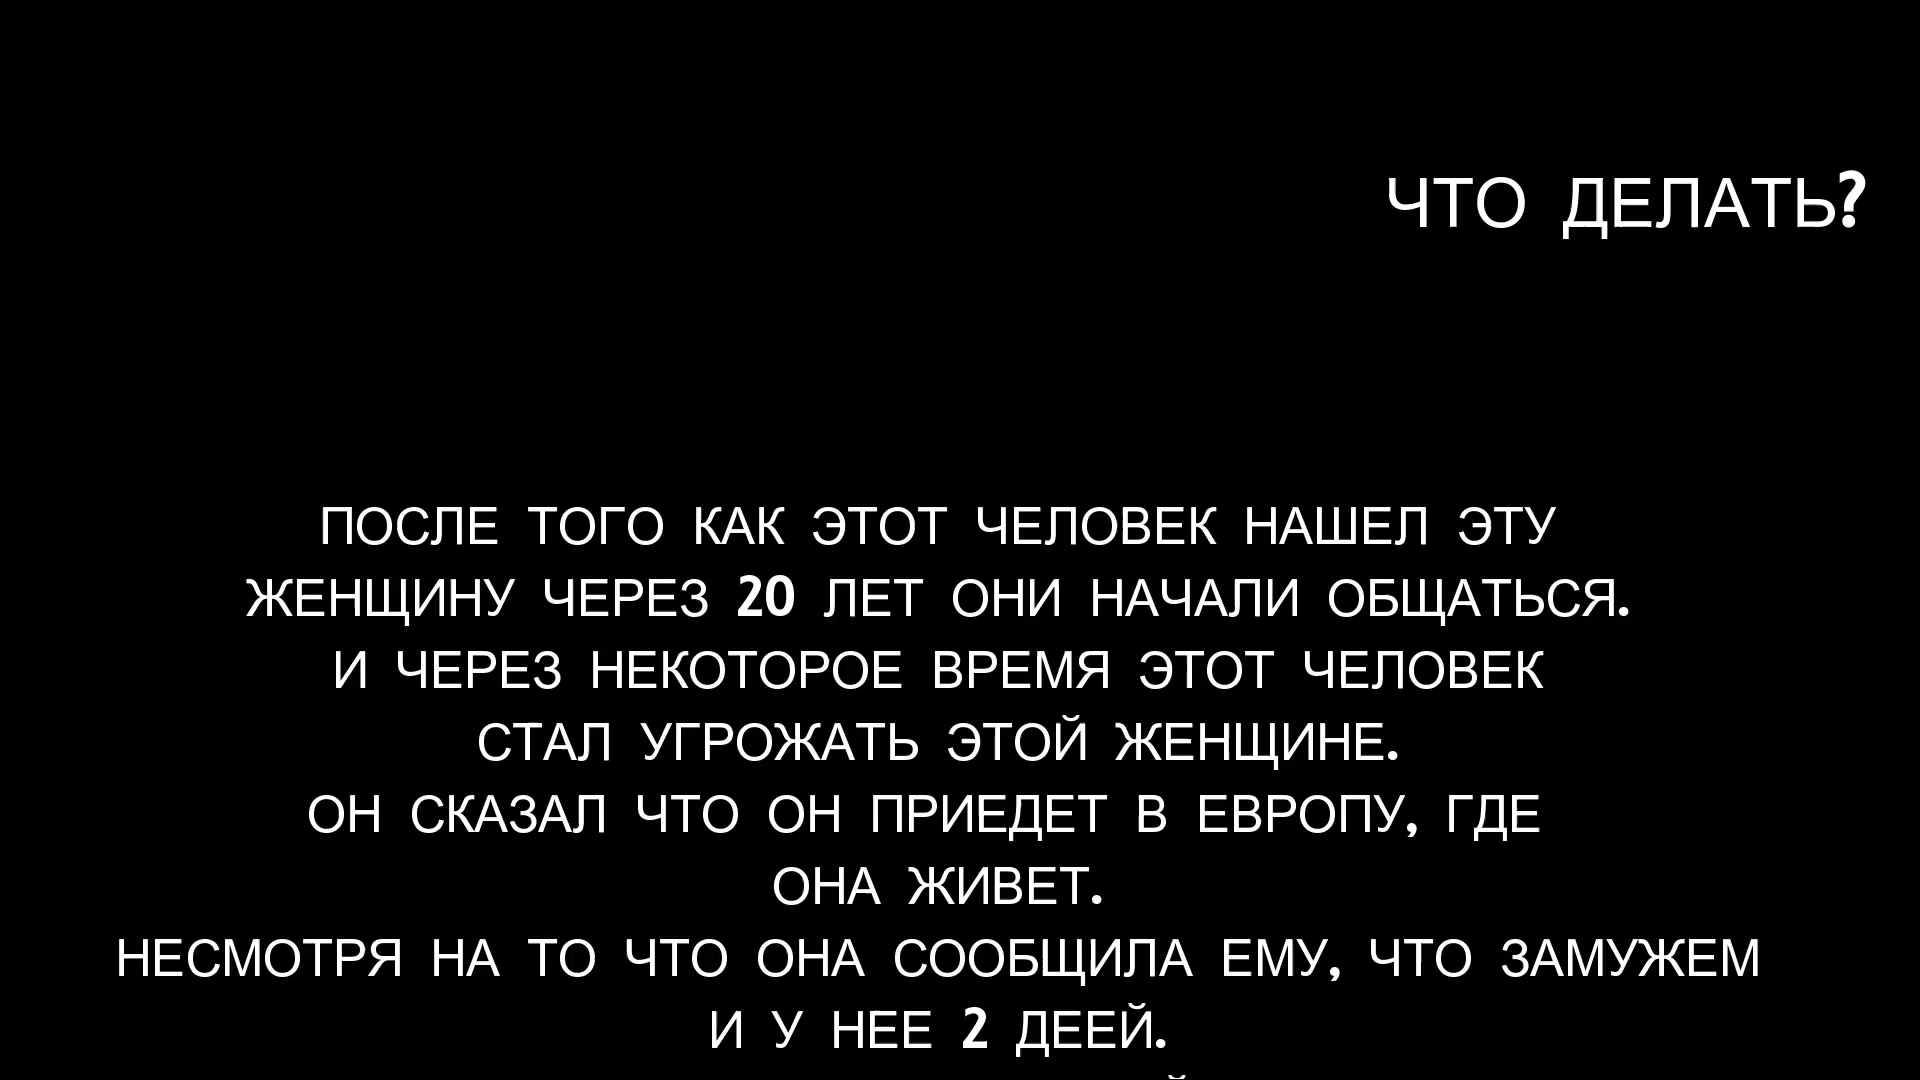 ЧТО ДЕЛАТЬ?
ПОСЛЕ ТОГО КАК ЭТОТ ЧЕЛОВЕК НАШЕЛ ЭТУ
ЖЕНЩИНУ ЧЕРЕЗ 20 ЛЕТ ОНИ НАЧАЛИ ОБЩАТЬСЯ.
И ЧЕРЕЗ НЕКОТОРОЕ ВРЕМЯ ЭТОТ ЧЕЛОВЕК
СТАЛ УГРОЖАТЬ ЭТОЙ ЖЕНЩИНЕ.
ОН СКАЗАЛ ЧТО ОН ПРИЕДЕТ В ЕВРОПУ, ГДЕ
ОНА ЖИВЕТ.
НЕСМОТРЯ НА ТО ЧТО ОНА СООБЩИЛА ЕМУ, ЧТО ЗАМУЖЕМ
И У НЕЕ 2 ДЕЕЙ.